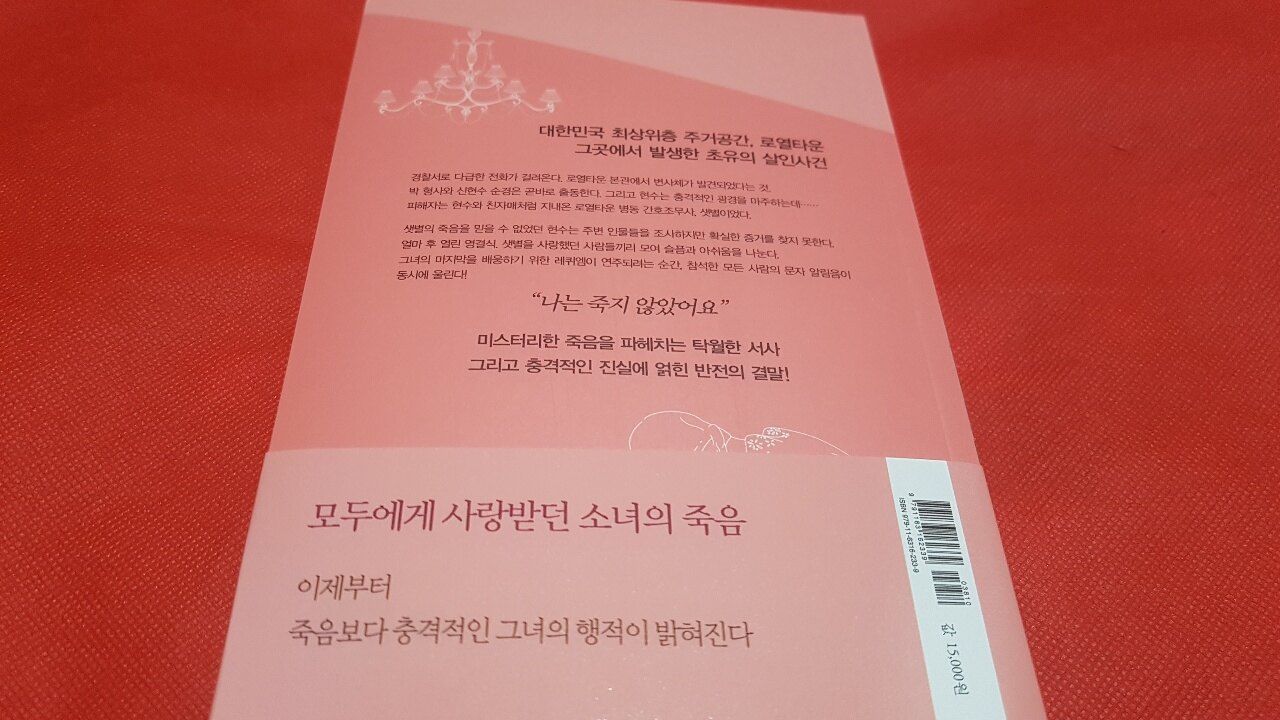 대한민국 최상위층 주거공간, 로열타운
그곳에서 발생한 초유의 살인사건
경찰서로 다급한 전화가 걸려온다. 로열타운 본관에서 변사체가 발견되었다는 것.
박 형사와 신현수 순경은 곧바로 출동한다. 그리고 현수는 충격적인 광경을 마주하는데……
피해자는 현수와 친자매처럼 지내온 로열타운 병동 간호조무사, 샛별이었다.
샛별의 죽음을 믿을 수 없었던 현수는 주변 인물들을 조사하지만 확실한 증거를 찾지 못한다.
얼마 후 열린 영결식. 샛별을 사랑했던 사람들끼리 모여 슬픔과 아쉬움을 나눈다.
그녀의 마지막을 배웅하기 위한 레퀴엠이 연주되려는 순간, 참석한 모든 사람의 문자 알림음이
동시에 울린다!
“나는 죽지 않았어요”
미스터리한 죽음을 파헤치는 탁월한 서사
그리고 충격적인 진실에 얽힌 반전의 결말!
모두에게 사랑받던 소녀의 죽음
이제부터
죽음보다 충격적인 그녀의 행적이 밝혀진다
9 791163 162339
ISBN 979-11-6316-233-9
03810
값 15,000원